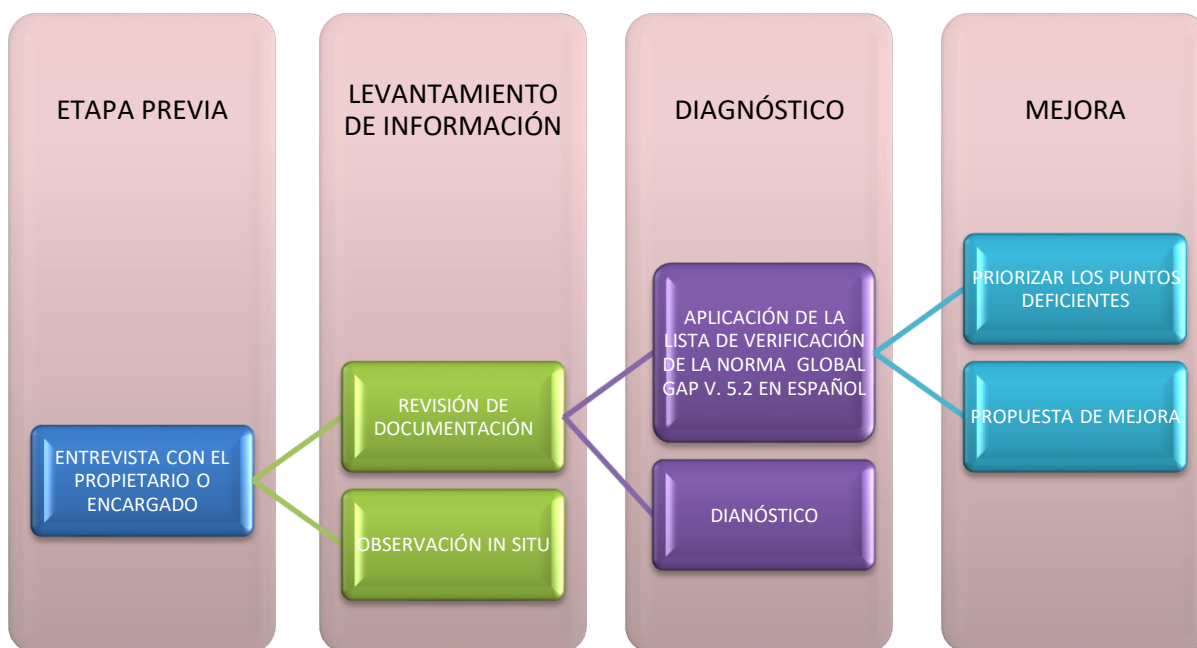 ETAPA PREVIA
ENTREVISTA CON EL
PROPIETARIO O
ENCARGADO
LEVANTAMIENTO
DE INFORMACIÓN
REVISIÓN DE
DOCUMENTACIÓN
OBSERVACIÓN IN SITU
DIAGNÓSTICO
APLICACIÓN DE LA
LISTA DE VERIFICACIÓN
DE LA NORMA GLOBAL
GAP V. 5.2 EN ESPAÑOL
DIANÓSTICO
MEJORA
PRIORIZAR LOS PUNTOS
DEFICIENTES
PROPUESTA DE MEJORA